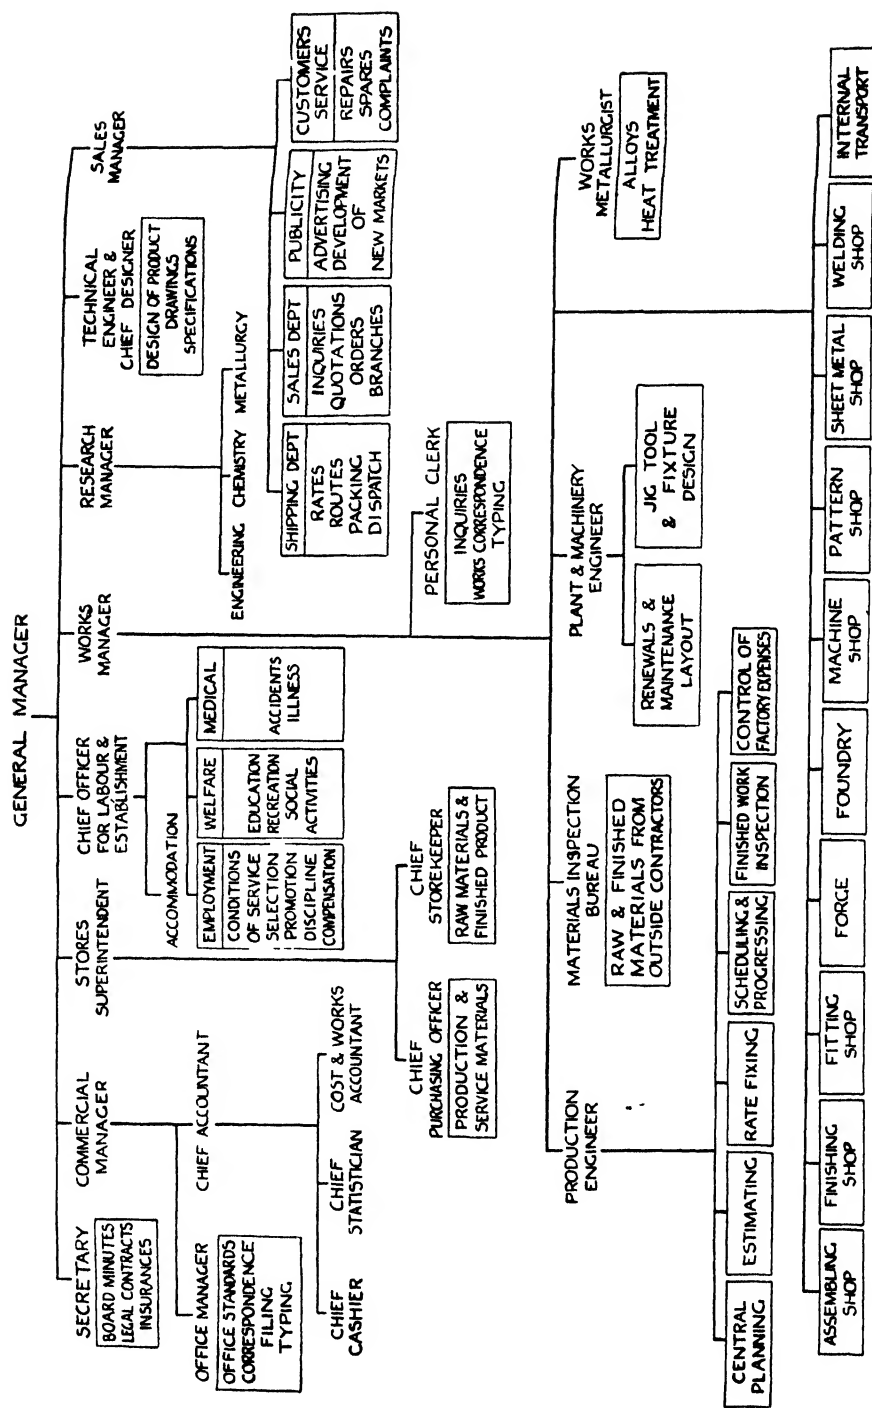 GENERAL MANAGER
SECRETARY
BOARD MINUTES
LEGAL CONTRACTS
INSURANCES
COMMERCIAL
MANAGER
STORES
SUPERINTENDENT
CHIEF OFFICER
FOR LABOUR &
ESTABLISHMENT
WORKS
MANAGER
RESEARCH
MANAGER
TECHNICAL
ENGINEER &
CHIEF DESIGNER
DESIGN OF PRODUCT
DRAWINGS
SPECIFICATIONS
SALES
MANAGER
OFFICE MANAGER
OFFICE STANDARDS
CORRESPONDENCE
FILING
TYPING
CHIEF ACCOUNTANT
ACCOMMODATION
EMPLOYMENT
CONDITIONS
OF SERVICE
SELECTION
PROMOTION
DISCIPLINE
COMPENSATION
WELFARE
EDUCATION
RECREATION
SOCIAL
ACTIVITIES
MEDICAL
ACCIDENTS
ILLNESS
ENGINEERING
CHEMISTRY
METALLURGY
SHIPPING DEPT
RATES
ROUTES
PACKING
DISPATCH
SALES DEPT
INQUIRIES
QUOTATIONS
ORDERS
BRANCHES
PUBLICITY
ADVERTISING
DEVELOPMENT
OF
NEW MARKETS
CUSTOMERS
SERVICE
REPAIRS
SPARES
COMPLAINTS
CHIEF
CASHIER
CHIEF
STATISTICIAN
COST & WORKS
ACCOUNTANT
CHIEF
PURCHASING OFFICER
PRODUCTION &
SERVICE MATERIALS
CHIEF
STOREKEEPER
RAW MATERIALS &
FINISHED PRODUCT
PERSONAL CLERK
INQUIRIES
WORKS CORRESPONDENCE
TYPING
PRODUCTION
ENGINEER
MATERIALS INSPECTION
BUREAU
RAW & FINISHED
MATERIALS FROM
OUTSIDE CONTRACTORS
PLANT & MACHINERY
ENGINEER
WORKS
METALLURGIST
ALLOYS
HEAT TREATMENT
RENEWALS &
MAINTENANCE
LAYOUT
JIG TOOL
& FIXTURE
DESIGN
CENTRAL
PLANNING
ESTIMATING
RATE FIXING
SCHEDULING &
PROGRESSING
FINISHED WORK
INSPECTION
CONTROL OF
FACTORY EXPENSES
ASSEMBLING
SHOP
FINISHING
SHOP
FITTING
SHOP
FORCE
FOUNDRY
MACHINE
SHOP
PATTERN
SHOP
SHEET METAL
SHOP
WELDING
SHOP
INTERNAL
TRANSPORT